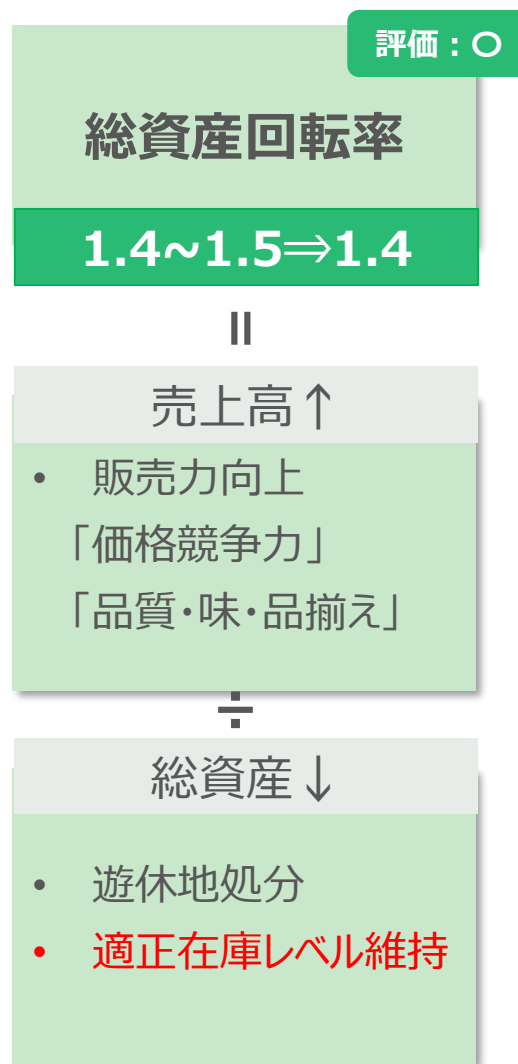 評価：〇
総資産回転率
1.4~1.5⇒1.4
=
売上高↑
• 販売力向上
「価格競争力」
「品質・味・品揃え」
÷
総資産↓
• 遊休地処分
• 適正在庫レベル維持